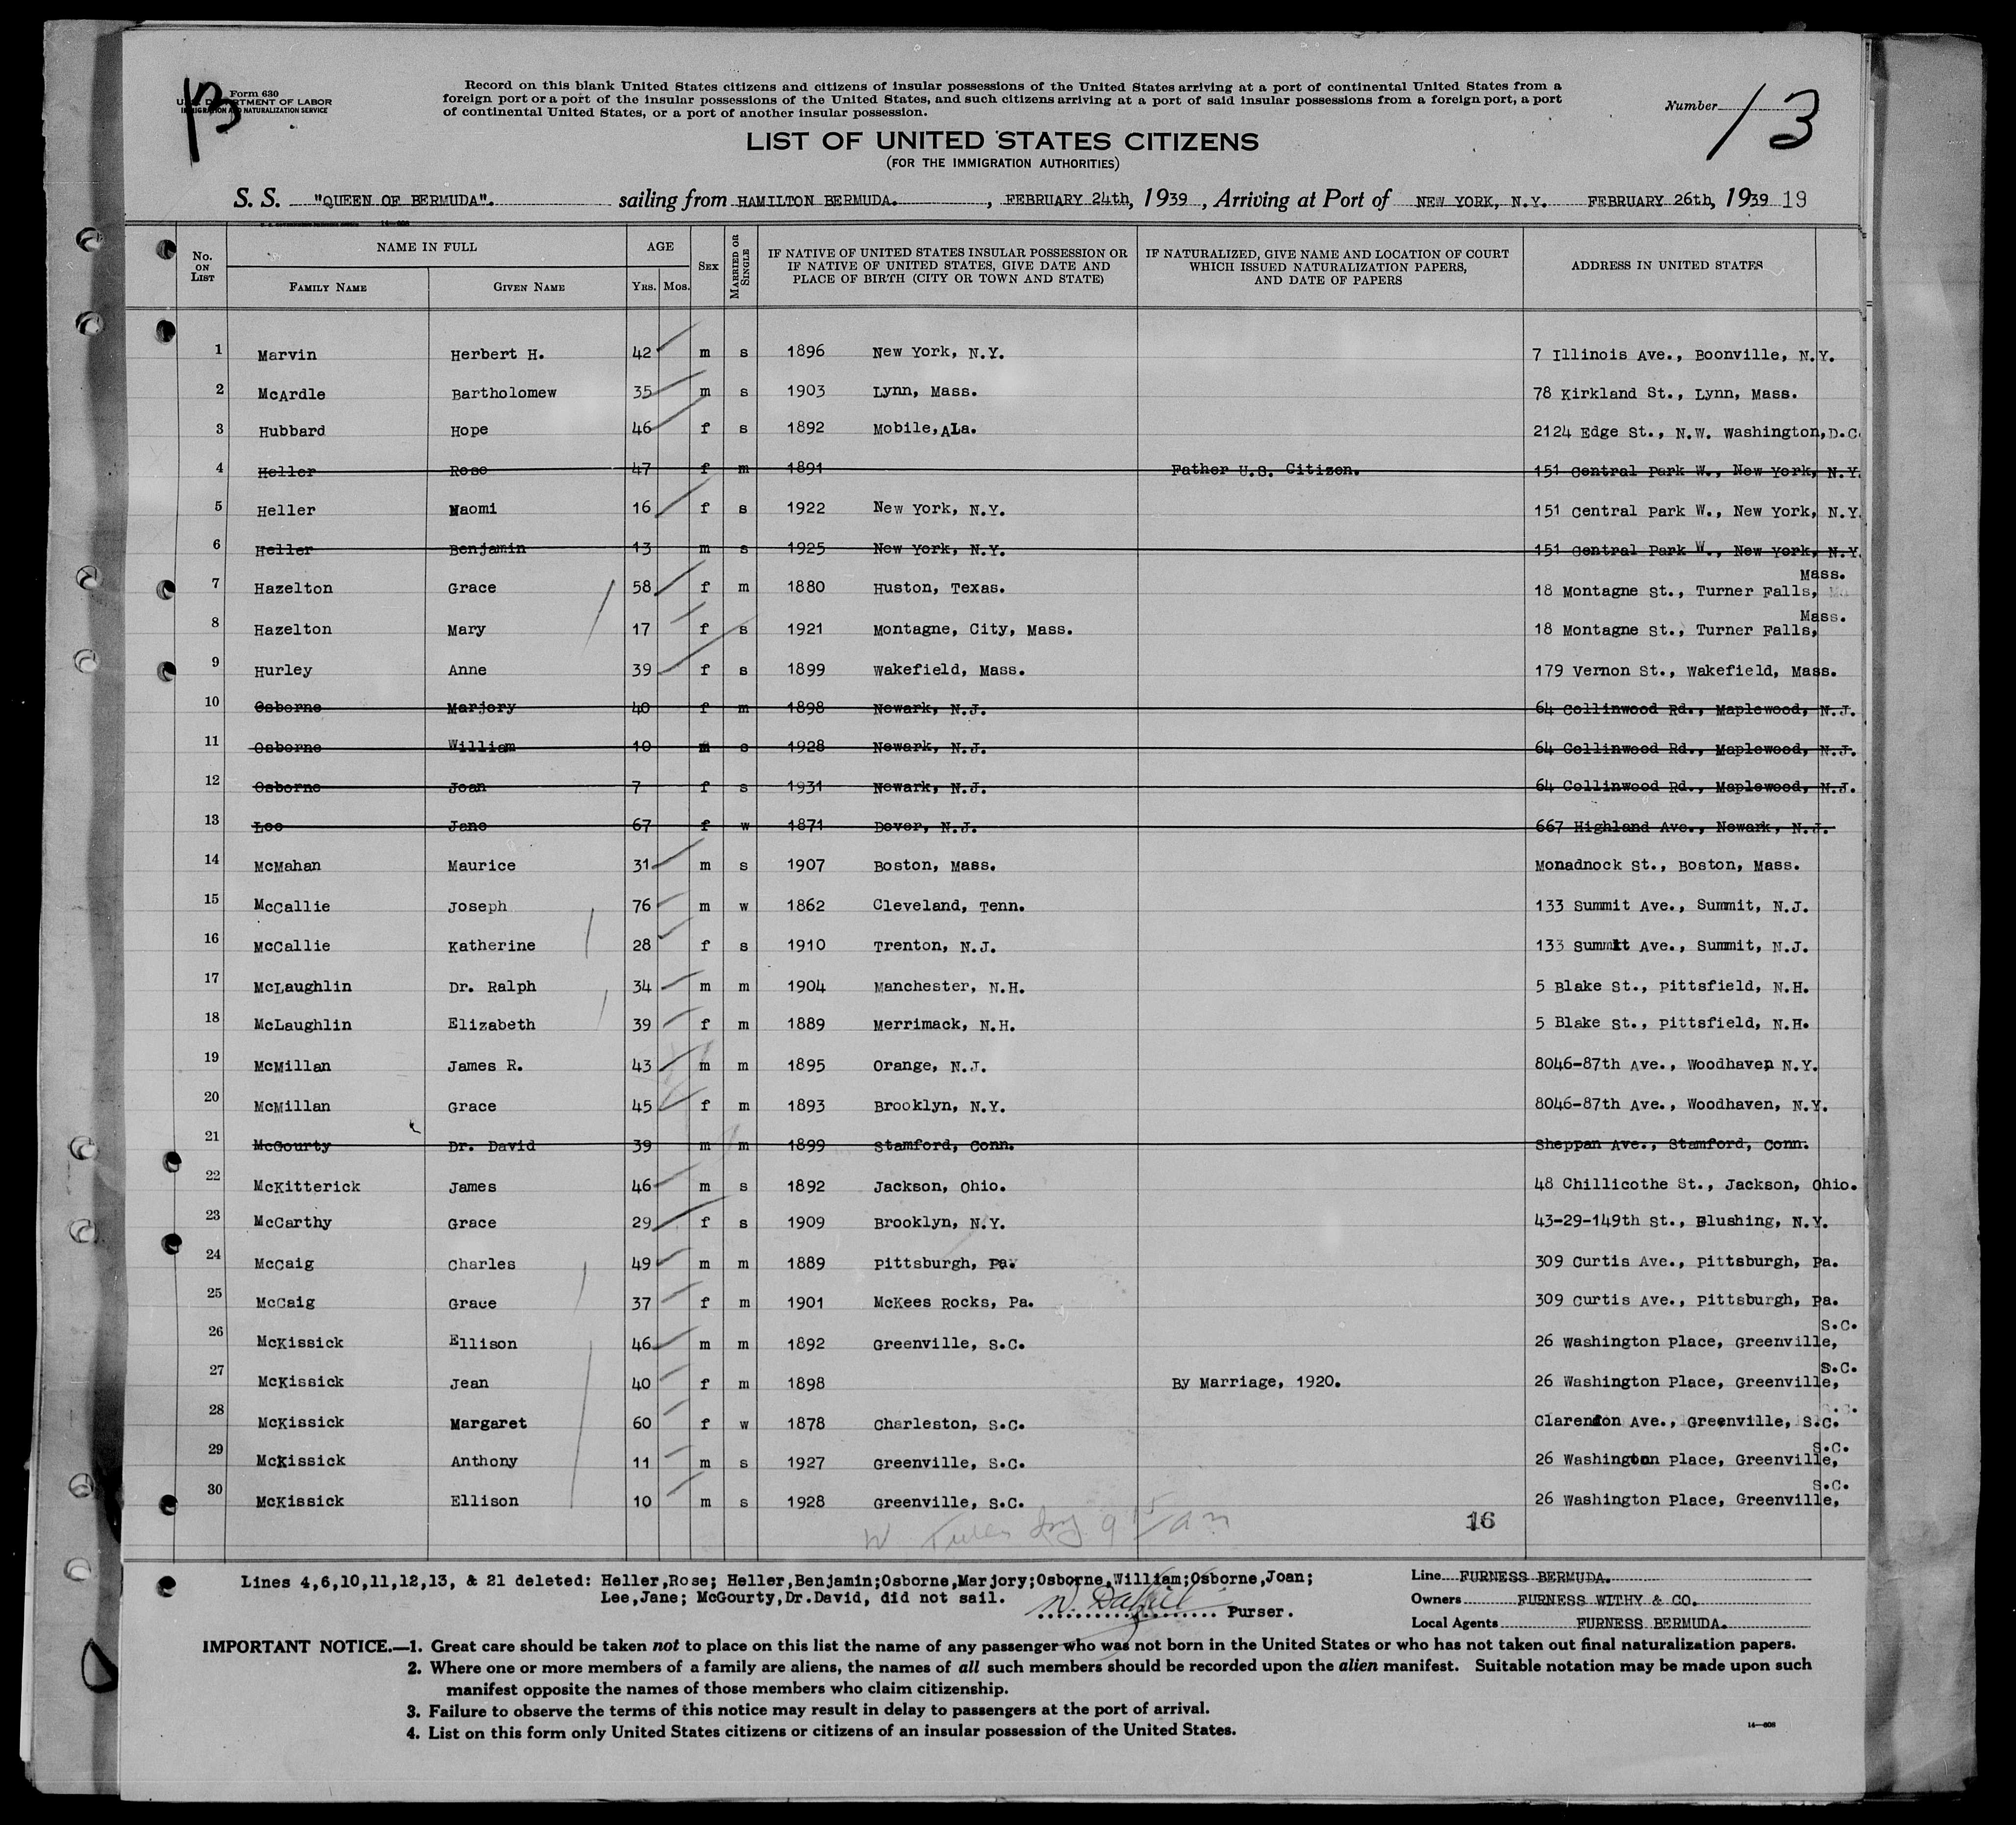 13
Form 630
U.S. DEPARTMENT OF LABOR
IMMIGRATION AND NATURALIZATION SERVICE
Record on this blank United States citizens and citizens of insular possessions of the United States arriving at a port of continental United States from a
foreign port or a port of the insular possessions of the United States, and such citizens arriving at a port of said insular possessions from a foreign port, a port
of continental United States, or a port of another insular possession.
Number 13
LIST OF UNITED STATES CITIZENS
(FOR THE IMMIGRATION AUTHORITIES)
S. S. "QUEEN OF BERMUDA". sailing from HAMILTON BERMUDA. , FEBRUARY 24th, 1939 , Arriving at Port of NEW YORK, N.Y. FEBRUARY 26th, 1939 19
No. ON LIST NAME IN FULL FAMILY NAME GIVEN NAME AGE YRS. MOS. SEX MARRIED OR SINGLE IF NATIVE OF UNITED STATES INSULAR POSSESSION OR IF NATIVE OF UNITED STATES, GIVE DATE AND PLACE OF BIRTH (CITY OR TOWN AND STATE) IF NATURALIZED, GIVE NAME AND LOCATION OF COURT WHICH ISSUED NATURALIZATION PAPERS, AND DATE OF PAPERS ADDRESS IN UNITED STATES
1 Marvin Herbert H. 42 m s 1896 New York, N.Y. 7 Illinois Ave., Boonville, N.Y.
2 McArdle Bartholomew 35 m s 1903 Lynn, Mass. 78 Kirkland St., Lynn, Mass.
3 Hubbard Hope 46 f s 1892 Mobile,ALa. 2124 Edge St., N.W. Washington,D.C.
4 Heller Rose 47 f m 1891 Father U.S. Citizen. 151 Central Park W., New York, N.Y.
5 Heller Naomi 16 f s 1922 New York, N.Y. 151 Central Park W., New York, N.Y.
6 Heller Benjamin 13 m s 1925 New York, N.Y. 151 Central Park W., New York, N.Y.
7 Hazelton Grace 58 f m 1880 Huston, Texas. 18 Montagne St., Turner Falls, Mass.
8 Hazelton Mary 17 f s 1921 Montagne, City, Mass. 18 Montagne St., Turner Falls, Mass.
9 Hurley Anne 39 f s 1899 Wakefield, Mass. 179 Vernon St., Wakefield, Mass.
10 Osborne Marjory 40 f m 1898 Newark, N.J. 64 Collinwood Rd., Maplewood, N.J.
11 Osborne William 10 m s 1928 Newark, N.J. 64 Collinwood Rd., Maplewood, N.J.
12 Osborne Joan 7 f s 1931 Newark, N.J. 64 Collinwood Rd., Maplewood, N.J.
13 Lee Jane 67 f w 1871 Dover, N.J. 667 Highland Ave., Newark, N.J.
14 McMahan Maurice 31 m s 1907 Boston, Mass. Monadnock St., Boston, Mass.
15 McCallie Joseph 76 m w 1862 Cleveland, Tenn. 133 Summit Ave., Summit, N.J.
16 McCallie Katherine 28 f s 1910 Trenton, N.J. 133 Summit Ave., Summit, N.J.
17 McLaughlin Dr. Ralph 34 m m 1904 Manchester, N.H. 5 Blake St., Pittsfield, N.H.
18 McLaughlin Elizabeth 39 f m 1889 Merrimack, N.H. 5 Blake St., Pittsfield, N.H.
19 McMillan James R. 43 m m 1895 Orange, N.J. 8046-87th Ave., Woodhaven, N.Y.
20 McMillan Grace 45 f m 1893 Brooklyn, N.Y. 8046-87th Ave., Woodhaven, N.Y.
21 McGourty Dr. David 39 m m 1899 Stamford, Conn. Sheppan Ave., Stamford, Conn.
22 McKitterick James 46 m s 1892 Jackson, Ohio. 48 Chillicothe St., Jackson, Ohio.
23 McCarthy Grace 29 f s 1909 Brooklyn, N.Y. 43-29-149th St., Flushing, N.Y.
24 McCaig Charles 49 m m 1889 Pittsburgh, Pa. 309 Curtis Ave., Pittsburgh, Pa.
25 McCaig Grace 37 f m 1901 McKees Rocks, Pa. 309 Curtis Ave., Pittsburgh, Pa.
26 McKissick Ellison 46 m m 1892 Greenville, S.C. 26 Washington Place, Greenville, S.C.
27 McKissick Jean 40 f m 1898 By Marriage, 1920. 26 Washington Place, Greenville, S.C.
28 McKissick Margaret 60 f w 1878 Charleston, S.C. Clarendon Ave., Greenville, S.C.
29 McKissick Anthony 11 m s 1927 Greenville, S.C. 26 Washington Place, Greenville, S.C.
30 McKissick Ellison 10 m s 1928 Greenville, S.C. 26 Washington Place, Greenville, S.C.
16
Lines 4,6,10,11,12,13, & 21 deleted: Heller,Rose; Heller,Benjamin;Osborne,Marjory;Osborne,William;Osborne,Joan;
Lee,Jane; McGourty,Dr.David, did not sail. Purser.
Line FURNESS BERMUDA.
Owners FURNESS WITHY & CO.
Local Agents FURNESS BERMUDA.
IMPORTANT NOTICE.—1. Great care should be taken not to place on this list the name of any passenger who was not born in the United States or who has not taken out final naturalization papers.
2. Where one or more members of a family are aliens, the names of all such members should be recorded upon the alien manifest. Suitable notation may be made upon such
manifest opposite the names of those members who claim citizenship.
3. Failure to observe the terms of this notice may result in delay to passengers at the port of arrival.
4. List on this form only United States citizens or citizens of an insular possession of the United States.
14—608